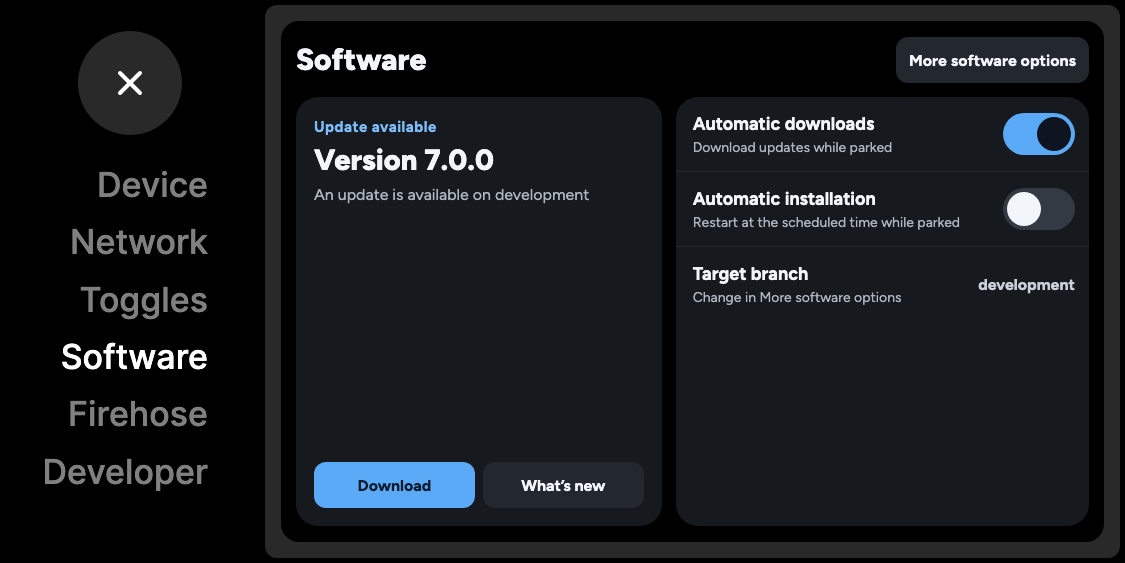 Device
Network
Toggles
Software
Firehose
Developer
Software
More software options
Update available
Version 7.0.0
An update is available on development
Download
What's new
Automatic downloads
Download updates while parked
Automatic installation
Restart at the scheduled time while parked
Target branch
Change in More software options
development